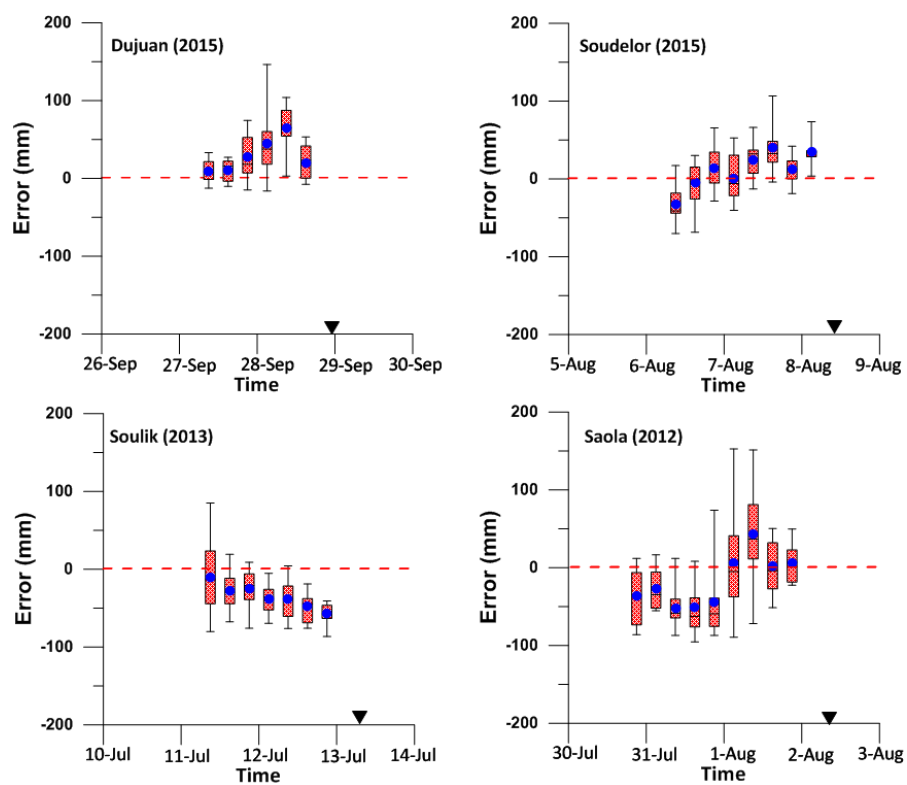 200
Dujuan (2015)
100
0
-100
-200
Error (mm)
26-Sep 27-Sep 28-Sep 29-Sep 30-Sep
Time
200
Soudelor (2015)
100
0
-100
-200
Error (mm)
5-Aug 6-Aug 7-Aug 8-Aug 9-Aug
Time
200
Soulik (2013)
100
0
-100
-200
Error (mm)
10-Jul 11-Jul 12-Jul 13-Jul 14-Jul
Time
200
Saola (2012)
100
0
-100
-200
Error (mm)
30-Jul 31-Jul 1-Aug 2-Aug 3-Aug
Time